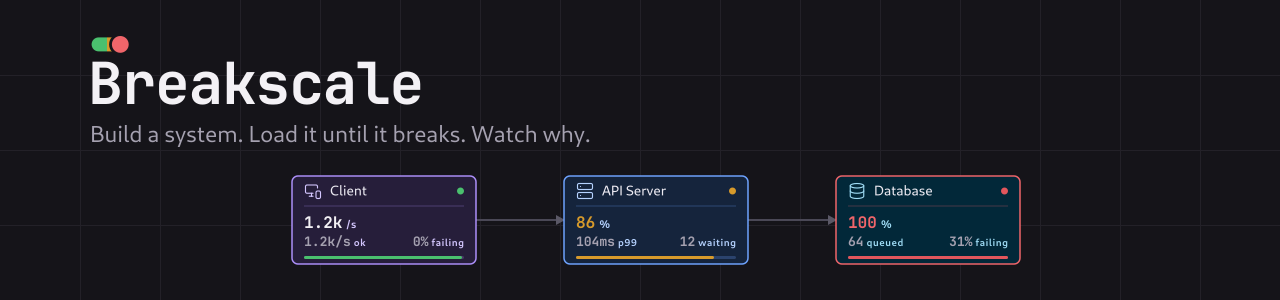 Breakscale
Build a system. Load it until it breaks. Watch why.
Client
1.2k /s
1.2k/s ok 0% failing
API Server
86 %
104ms p99 12 waiting
Database
100 %
64 queued 31% failing